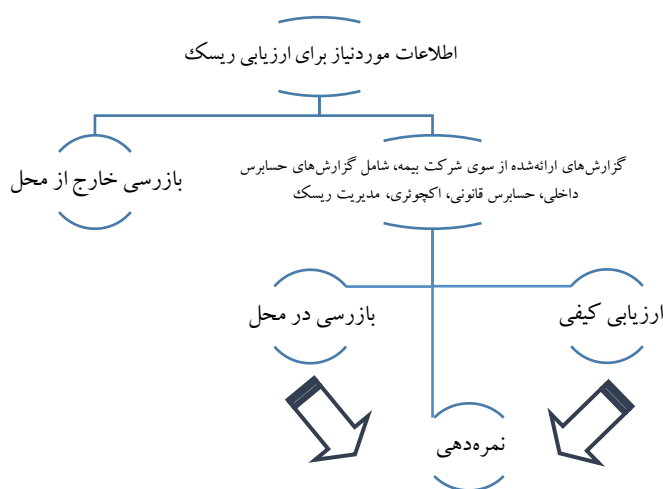 اطلاعات موردنیاز برای ارزیابی ریسک
گزارش‌های ارائه‌شده از سوی شرکت بیمه، شامل گزارش‌های حسابرس
داخلی، حسابرس قانونی، اکچوئری، مدیریت ریسک
بازرسی خارج از محل
ارزیابی کیفی
بازرسی در محل
نمره‌دهی